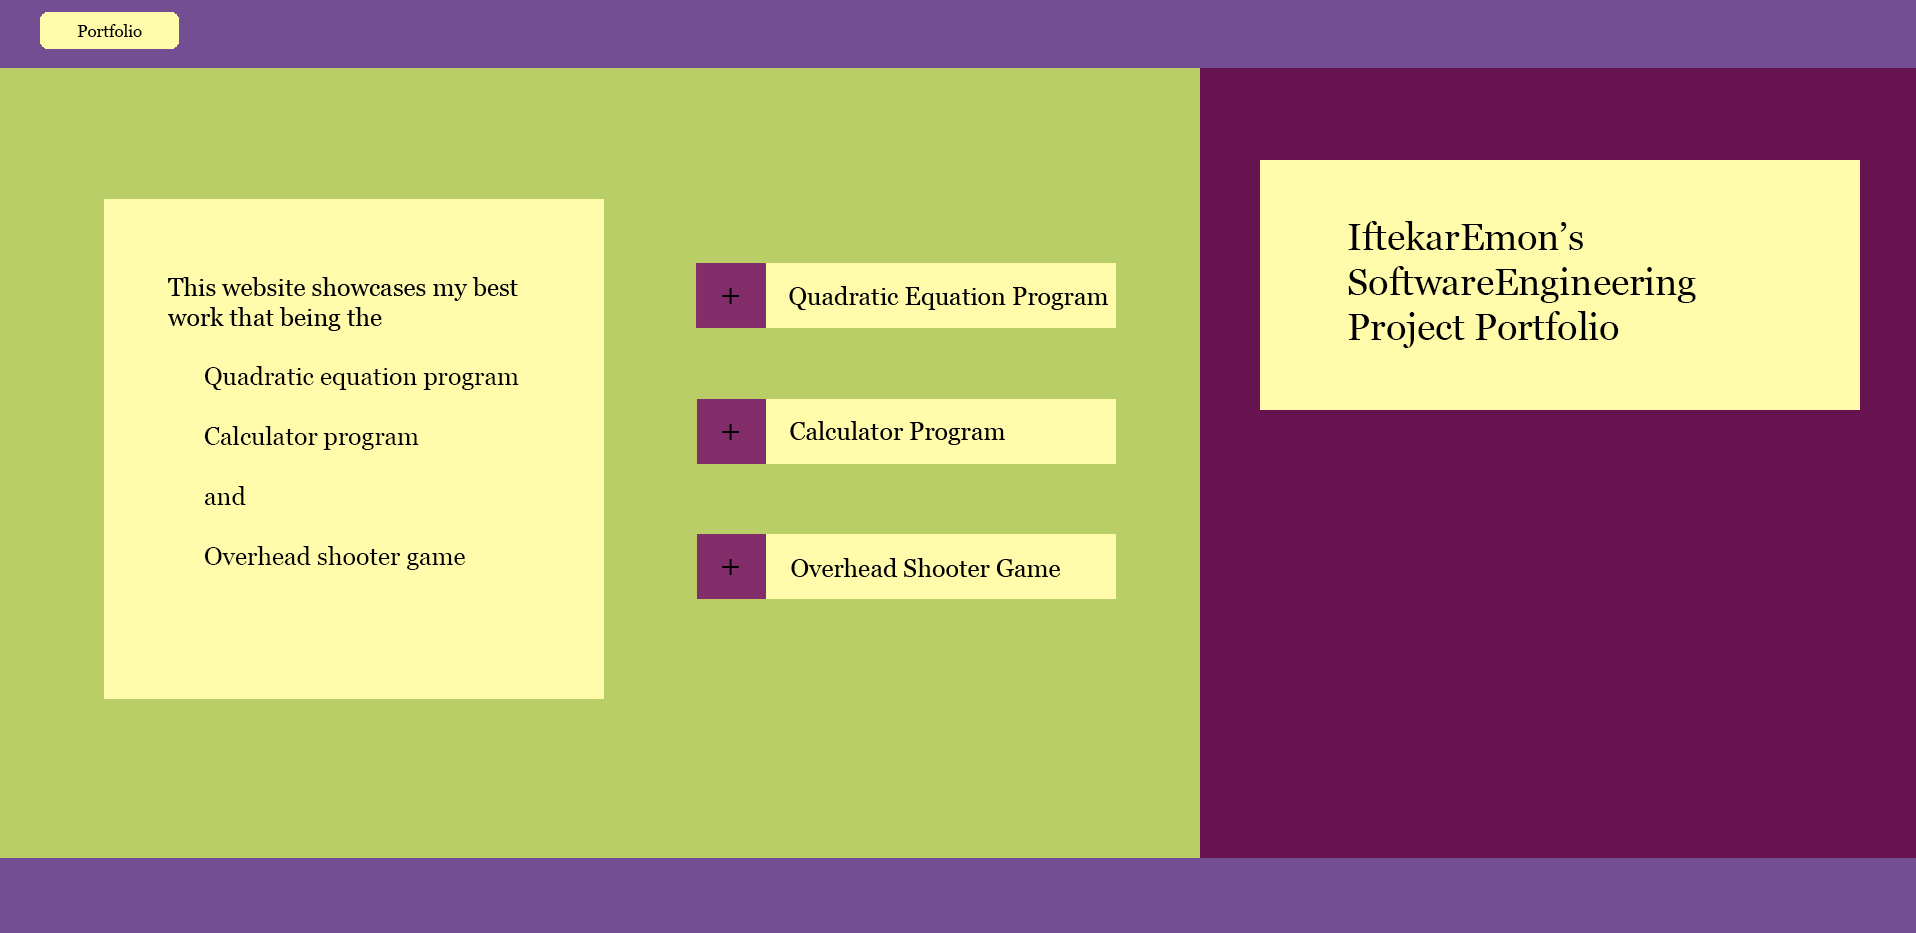 Portfolio
This website showcases my best
work that being the
Quadratic equation program
Calculator program
and
Overhead shooter game
+ Quadratic Equation Program
+ Calculator Program
+ Overhead Shooter Game
IftekarEmon’s
SoftwareEngineering
Project Portfolio